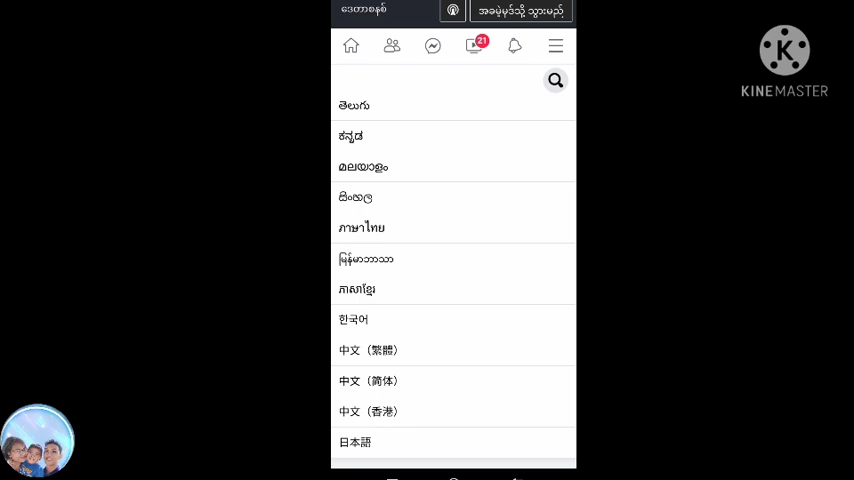 ဒေတာစနစ်
အခမဲ့မုဒ်သို့ သွားမည်
21
K
KINEMASTER
తెలుగు
ಕನ್ನಡ
മലയാളം
සිංහල
ภาษาไทย
မြန်မာဘာသာ
ភាសាខ្មែរ
한국어
中文（繁體）
中文（简体）
中文（香港）
日本語